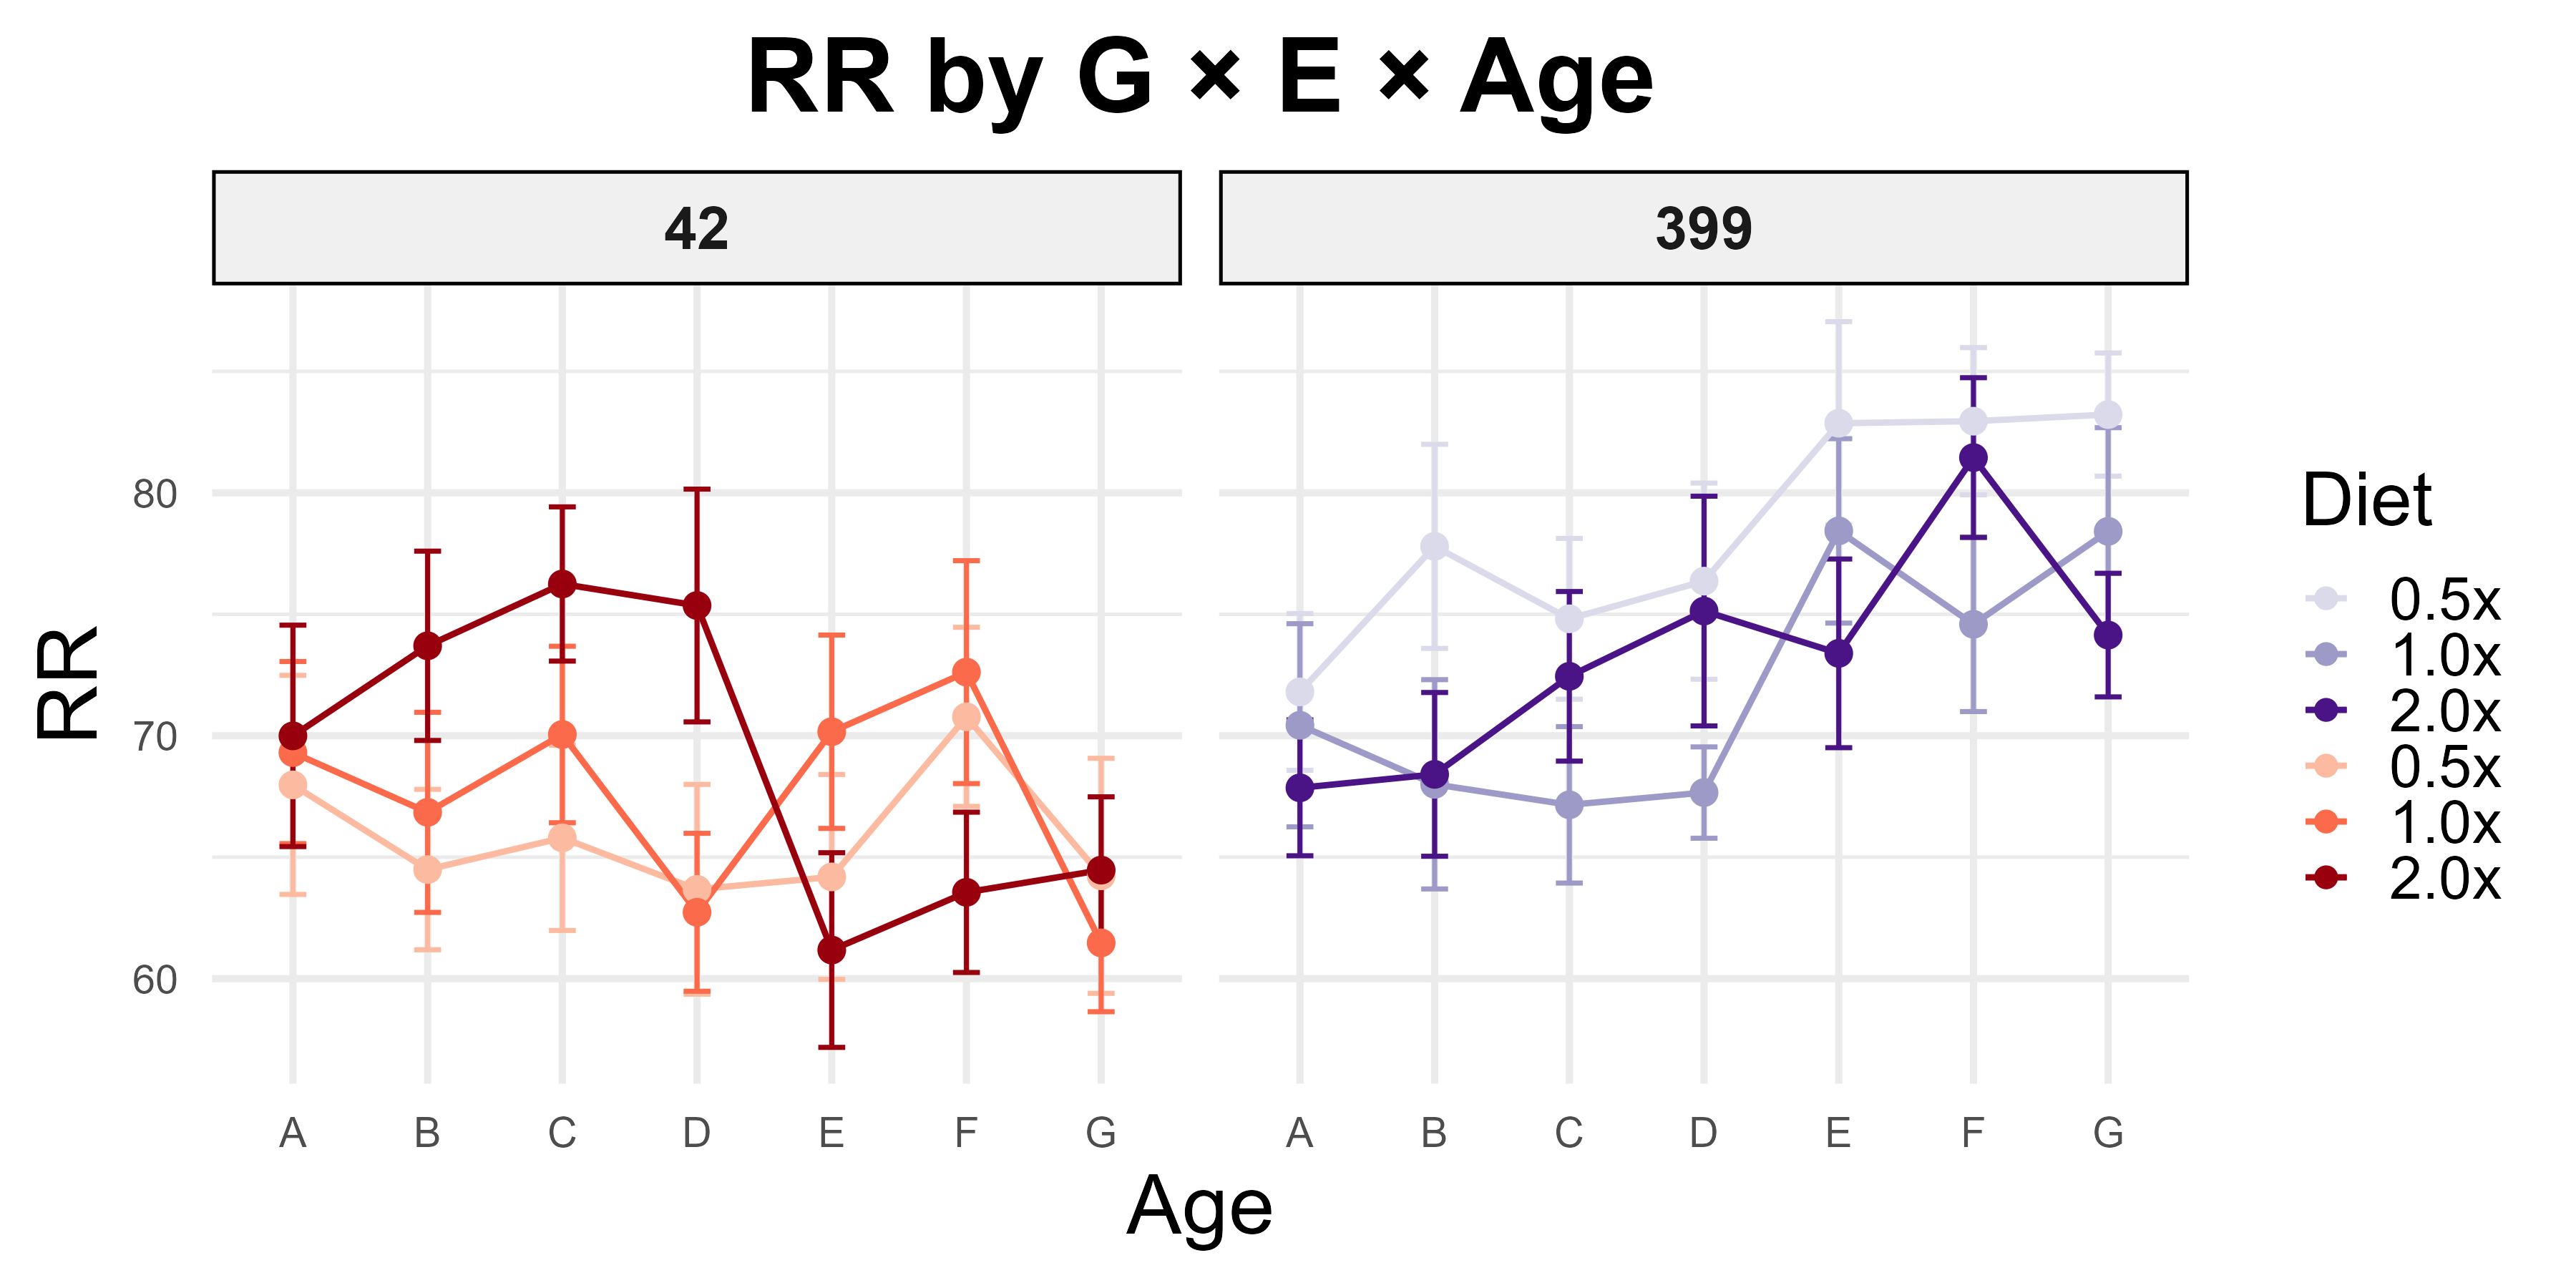 RR by G × E × Age
42
399
RR
80
70
60
A B C D E F G
A B C D E F G
Age
Diet
0.5x
1.0x
2.0x
0.5x
1.0x
2.0x